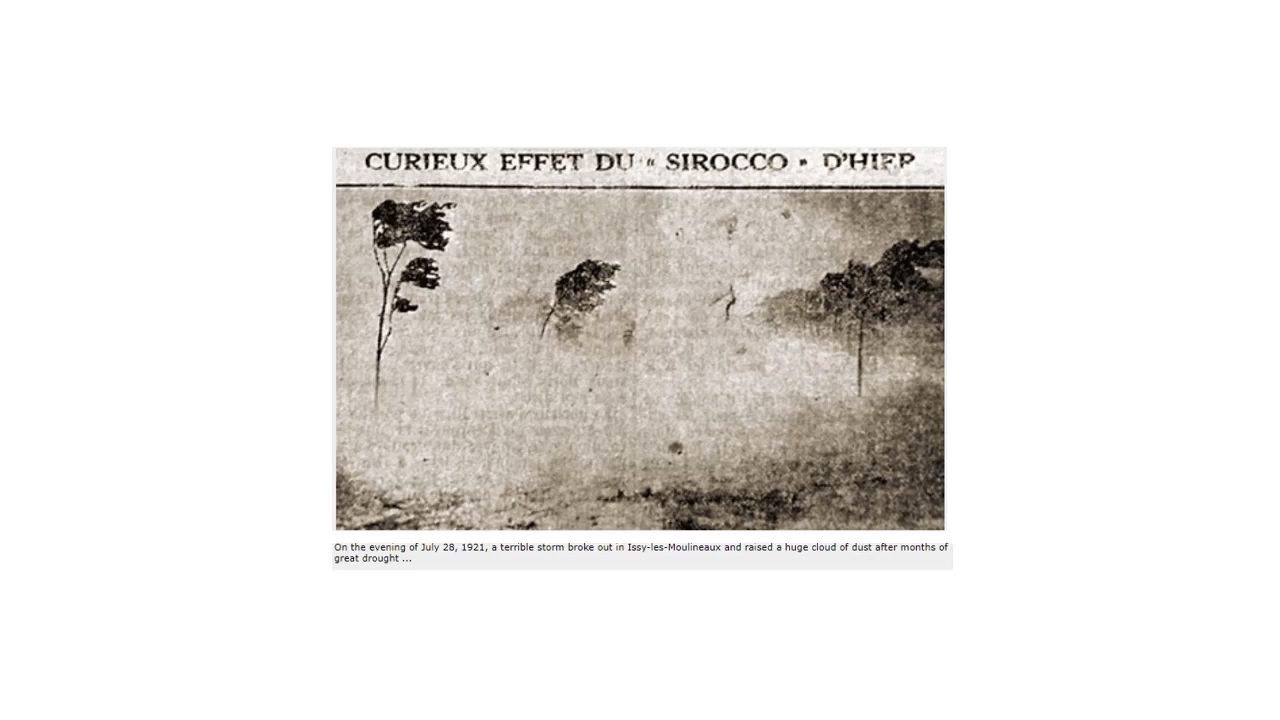 CURIEUX EFFET DU « SIROCCO » D'HIER
On the evening of July 28, 1921, a terrible storm broke out in Issy-les-Moulineaux and raised a huge cloud of dust after months of
great drought ...